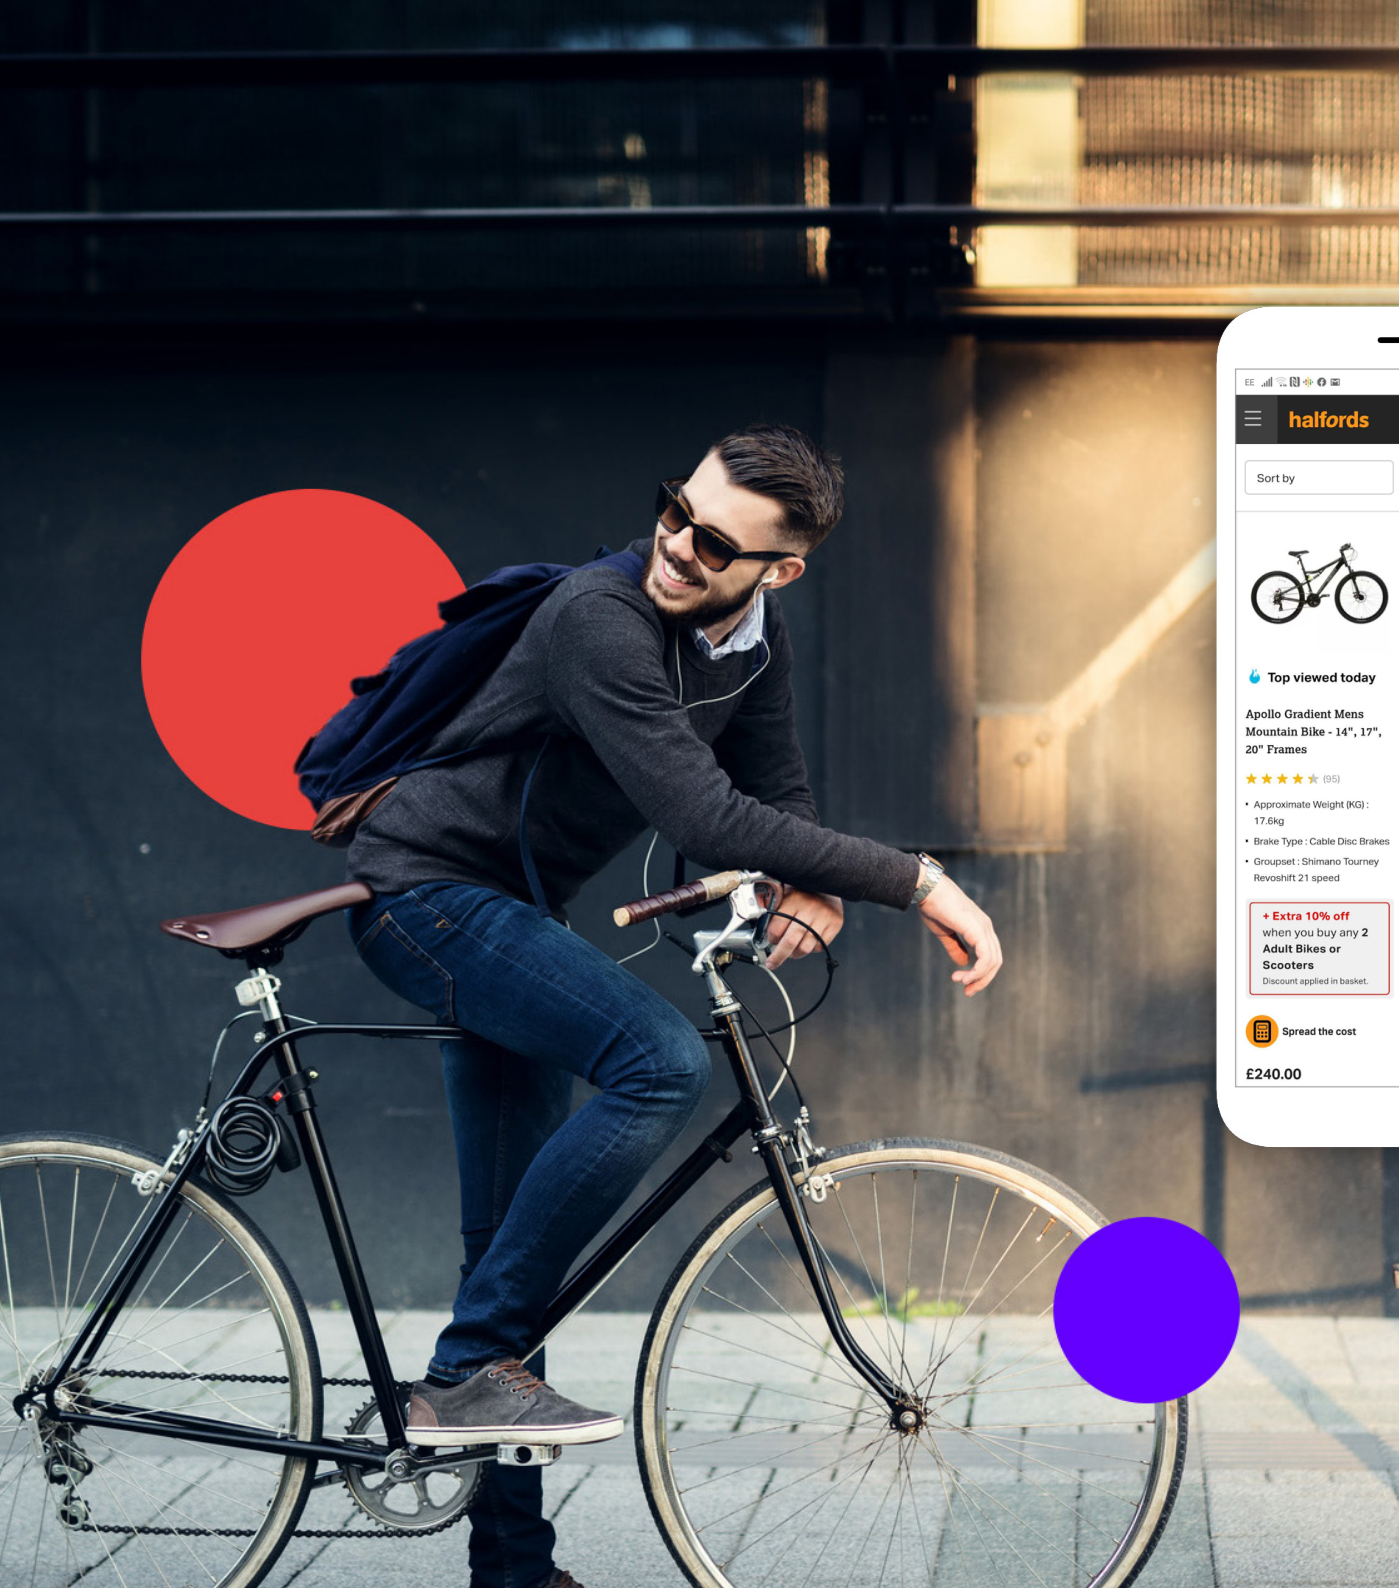 EE
halfords
Sort by
Top viewed today
Apollo Gradient Mens
Mountain Bike - 14", 17",
20" Frames
(95)
• Approximate Weight (KG) :
17.6kg
• Brake Type : Cable Disc Brakes
• Groupset : Shimano Tourney
Revoshift 21 speed
+ Extra 10% off
when you buy any 2
Adult Bikes or
Scooters
Discount applied in basket.
Spread the cost
£240.00